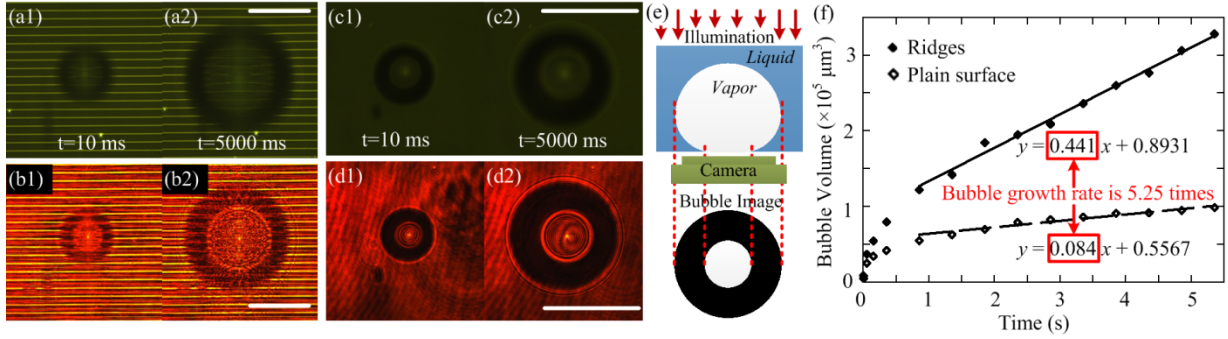 (a1)
(a2)
t=10 ms
t=5000 ms
(b1)
(b2)
(c1)
(c2)
t=10 ms
t=5000 ms
(d1)
(d2)
(e)
Illumination
Liquid
Vapor
Camera
Bubble Image
(f)
Bubble Volume (×10⁵ μm³)
3
2
1
0
Ridges
Plain surface
y = 0.441 x + 0.8931
Bubble growth rate is 5.25 times
y = 0.084 x + 0.5567
0 1 2 3 4 5
Time (s)